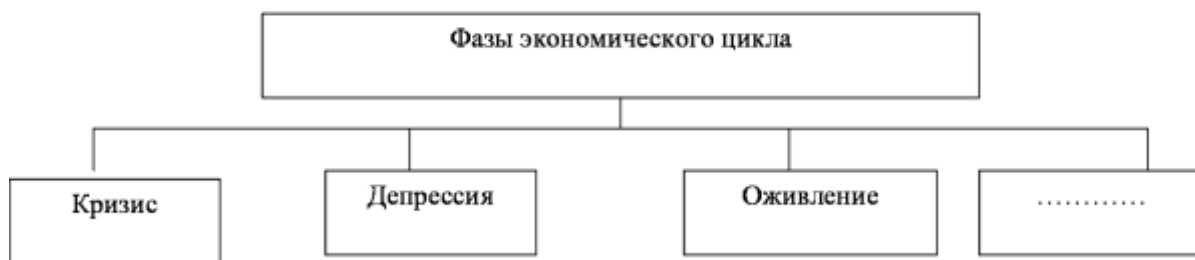 Фазы экономического цикла
Кризис
Депрессия
Оживление
............